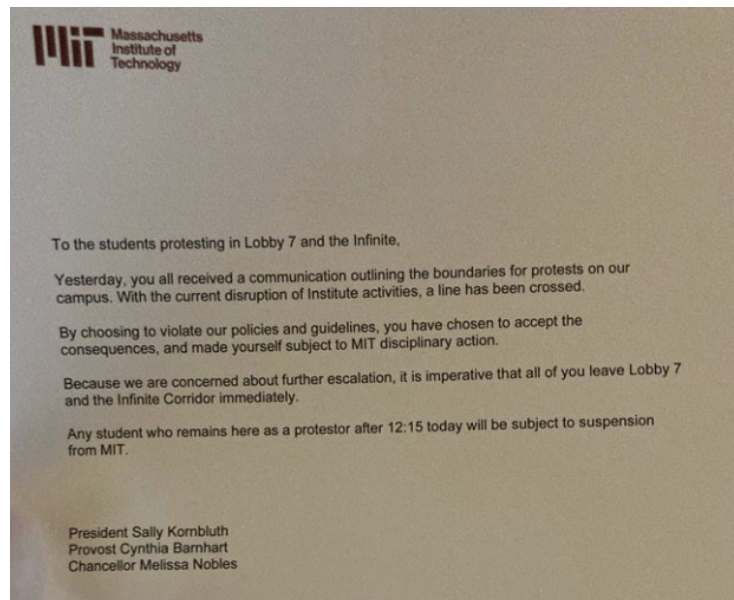 Massachusetts
Institute of
Technology
To the students protesting in Lobby 7 and the Infinite,
Yesterday, you all received a communication outlining the boundaries for protests on our
campus. With the current disruption of Institute activities, a line has been crossed.
By choosing to violate our policies and guidelines, you have chosen to accept the
consequences, and made yourself subject to MIT disciplinary action.
Because we are concerned about further escalation, it is imperative that all of you leave Lobby 7
and the Infinite Corridor immediately.
Any student who remains here as a protestor after 12:15 today will be subject to suspension
from MIT.
President Sally Kornbluth
Provost Cynthia Barnhart
Chancellor Melissa Nobles